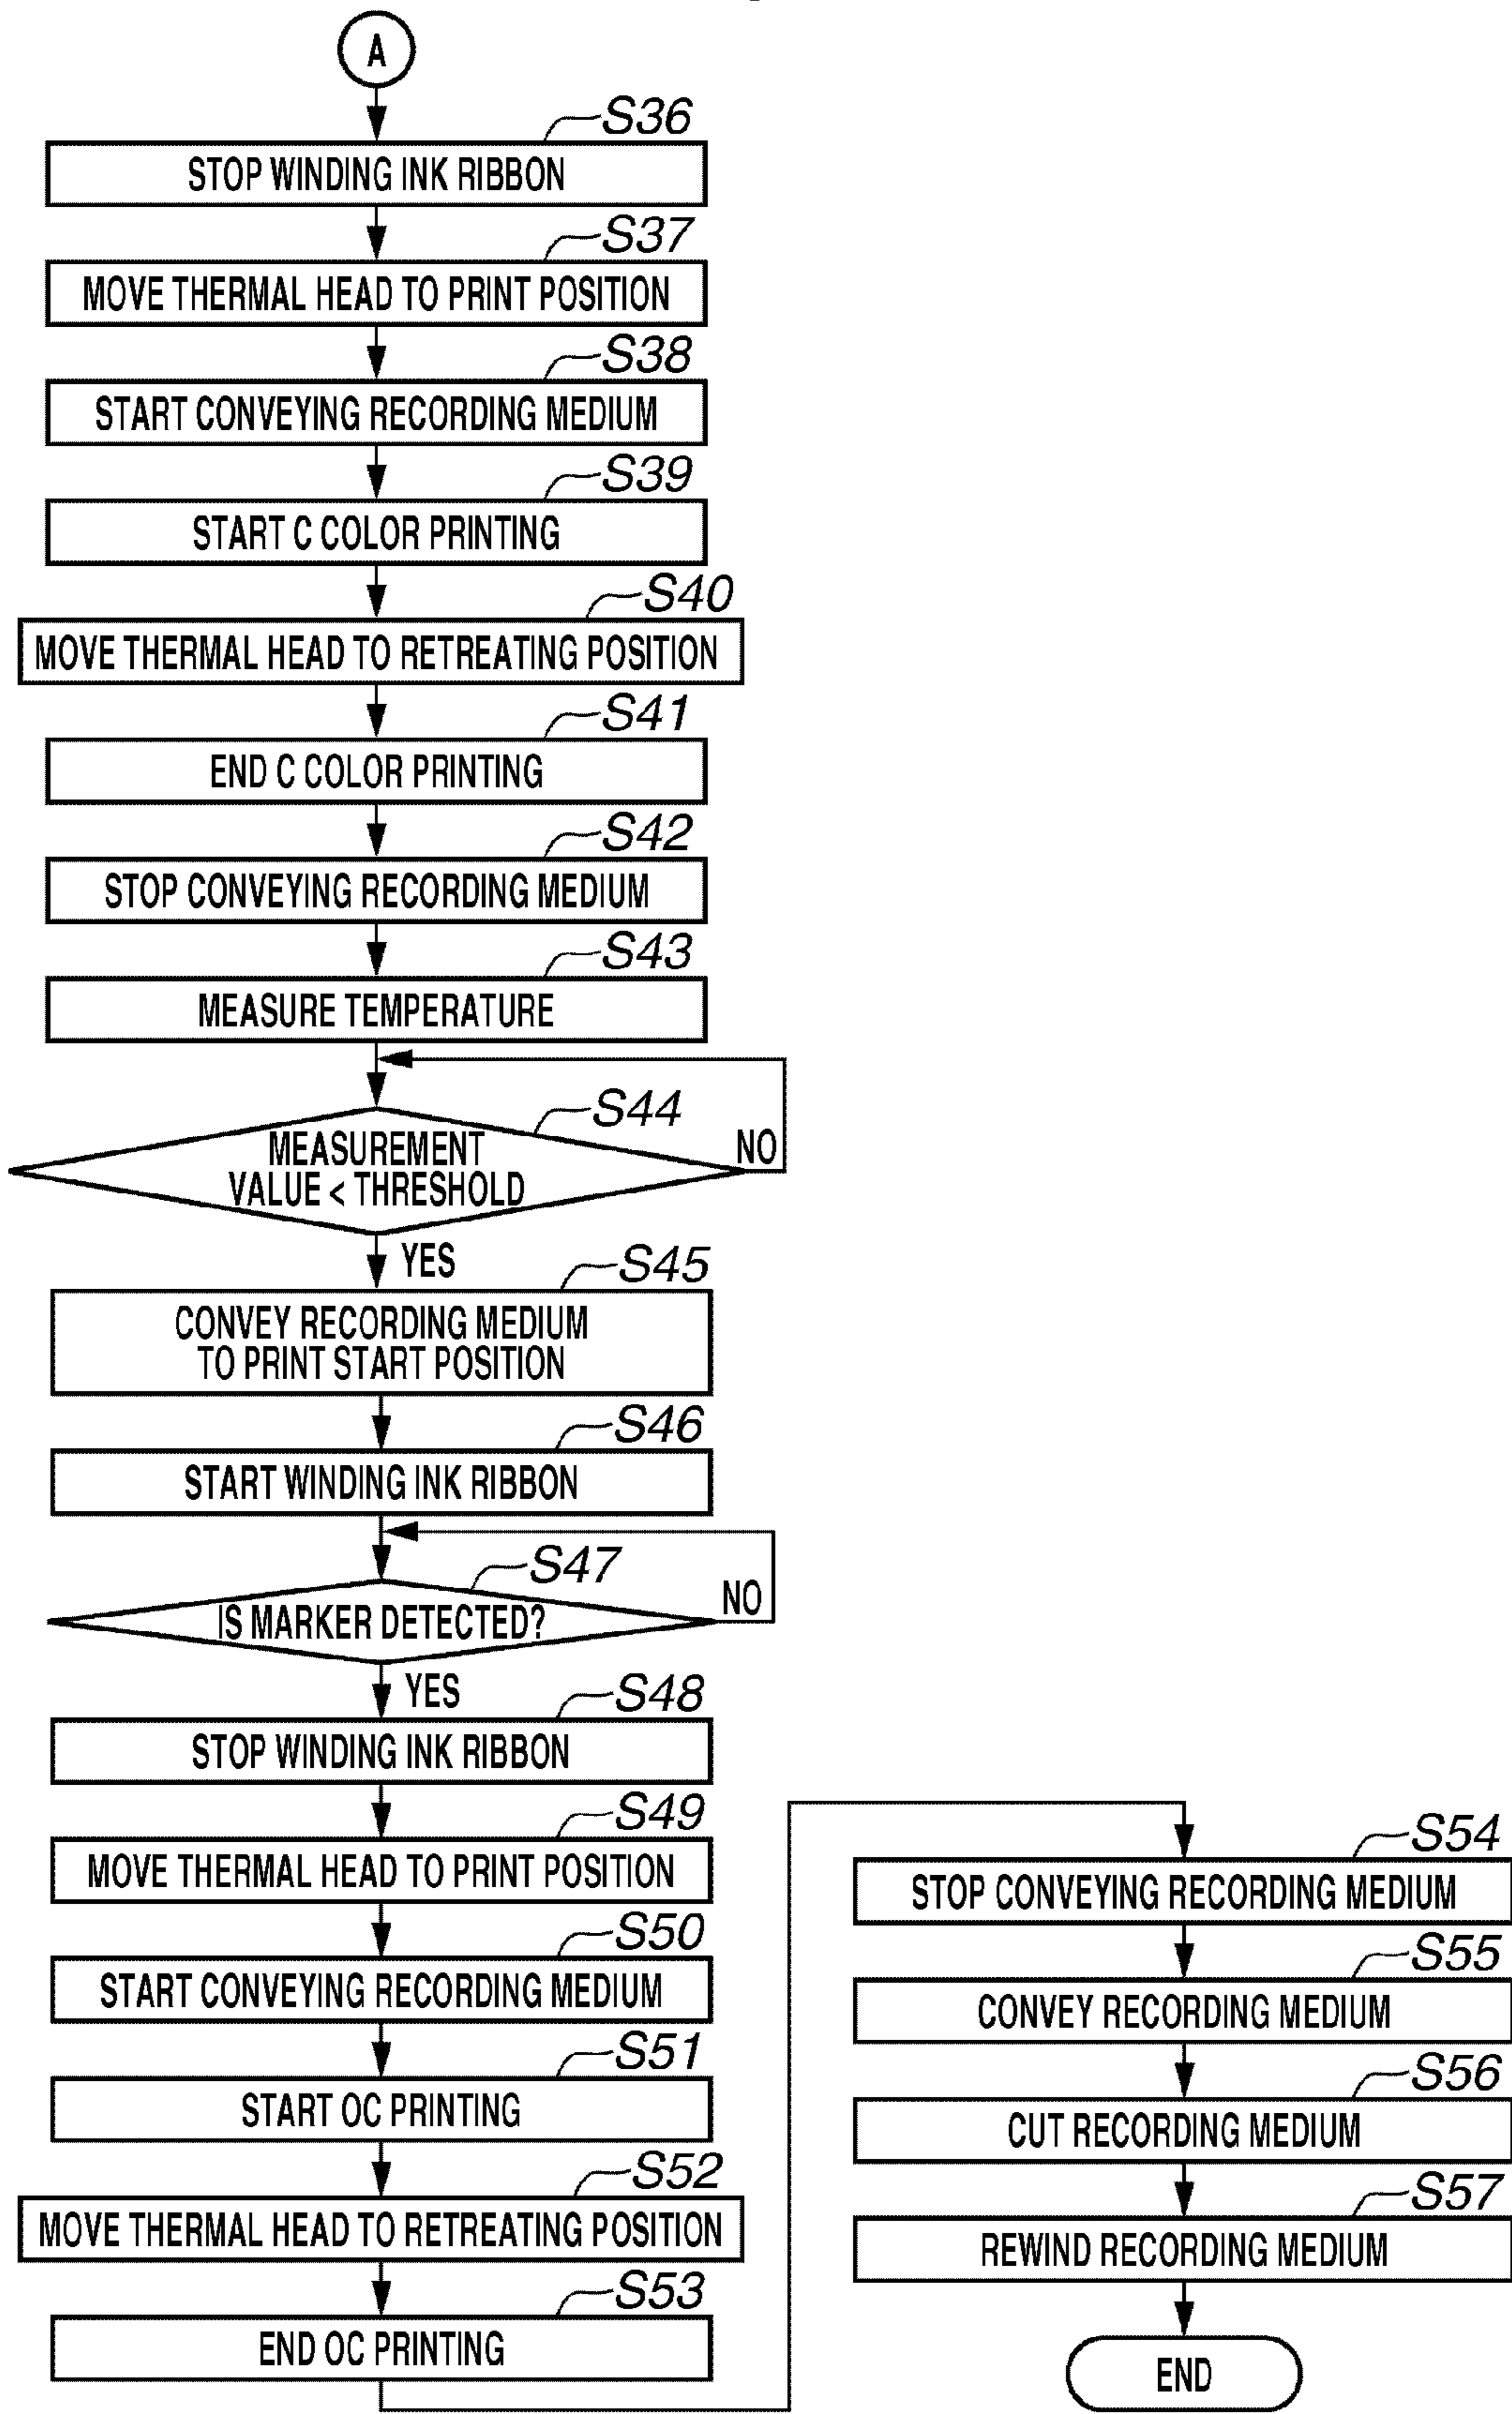 A
S36
STOP WINDING INK RIBBON
S37
MOVE THERMAL HEAD TO PRINT POSITION
S38
START CONVEYING RECORDING MEDIUM
S39
START C COLOR PRINTING
S40
MOVE THERMAL HEAD TO RETREATING POSITION
S41
END C COLOR PRINTING
S42
STOP CONVEYING RECORDING MEDIUM
S43
MEASURE TEMPERATURE
S44
MEASUREMENT
VALUE < THRESHOLD
NO
YES
S45
CONVEY RECORDING MEDIUM
TO PRINT START POSITION
S46
START WINDING INK RIBBON
S47
IS MARKER DETECTED?
NO
YES
S48
STOP WINDING INK RIBBON
S49
MOVE THERMAL HEAD TO PRINT POSITION
S50
START CONVEYING RECORDING MEDIUM
S51
START OC PRINTING
S52
MOVE THERMAL HEAD TO RETREATING POSITION
S53
END OC PRINTING
S54
STOP CONVEYING RECORDING MEDIUM
S55
CONVEY RECORDING MEDIUM
S56
CUT RECORDING MEDIUM
S57
REWIND RECORDING MEDIUM
END